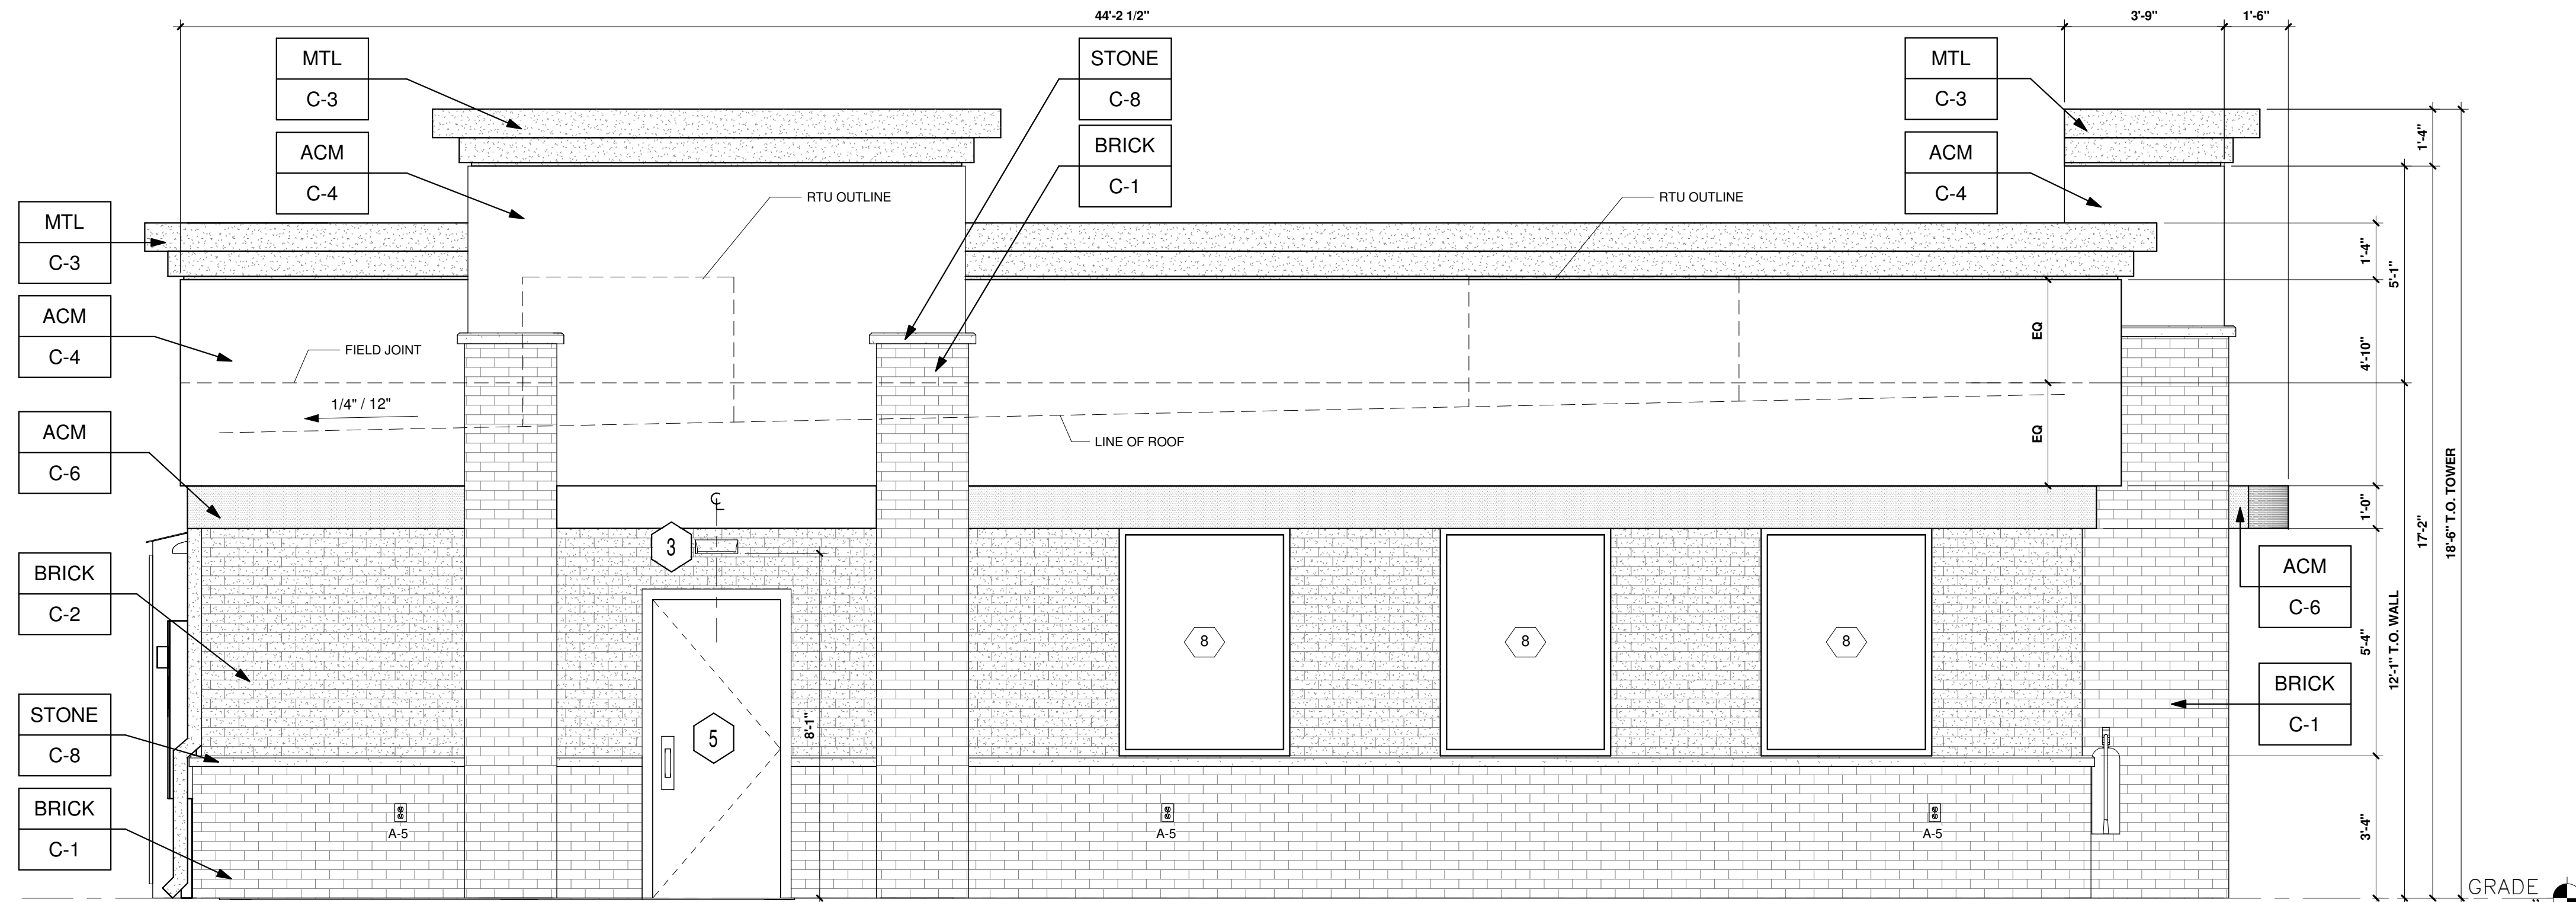 44'-2 1/2"
3'-9"
1'-6"
MTL
C-3
STONE
C-8
MTL
C-3
ACM
C-4
BRICK
C-1
ACM
C-4
1'-4"
RTU OUTLINE
RTU OUTLINE
MTL
C-3
1'-4"
5'-1"
ACM
C-4
FIELD JOINT
EQ
4'-10"
1/4" / 12"
LINE OF ROOF
EQ
ACM
C-6
18'-6" T.O. TOWER
17'-2"
1'-0"
℄
3
BRICK
C-2
ACM
C-6
8
8
8
5'-4"
12'-1" T.O. WALL
STONE
C-8
5
8'-1"
BRICK
C-1
BRICK
C-1
A-5
A-5
A-5
3'-4"
GRADE